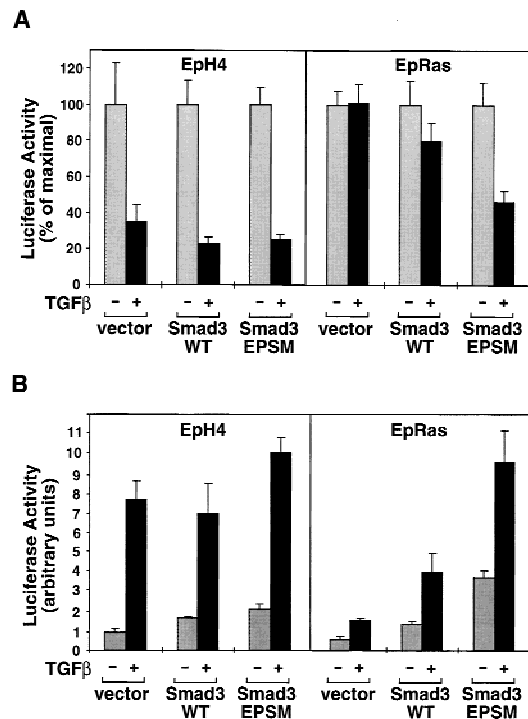 A
EpH4 EpRas
Luciferase Activity
(% of maximal)
120
100
80
60
40
20
0
TGFβ - + - + - + - + - + - +
vector Smad3 Smad3 vector Smad3 Smad3
WT EPSM WT EPSM
B
EpH4 EpRas
Luciferase Activity
(arbitrary units)
11
10
9
8
7
6
5
4
3
2
1
0
TGFβ - + - + - + - + - + - +
vector Smad3 Smad3 vector Smad3 Smad3
WT EPSM WT EPSM